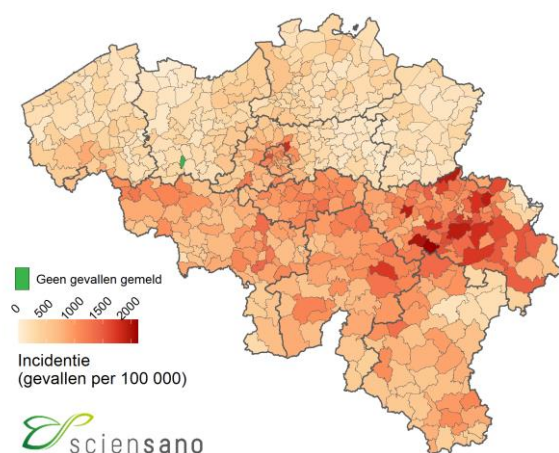 Geen gevallen gemeld
0
500
1000
1500
2000
Incidentie
(gevallen per 100 000)
sciensano